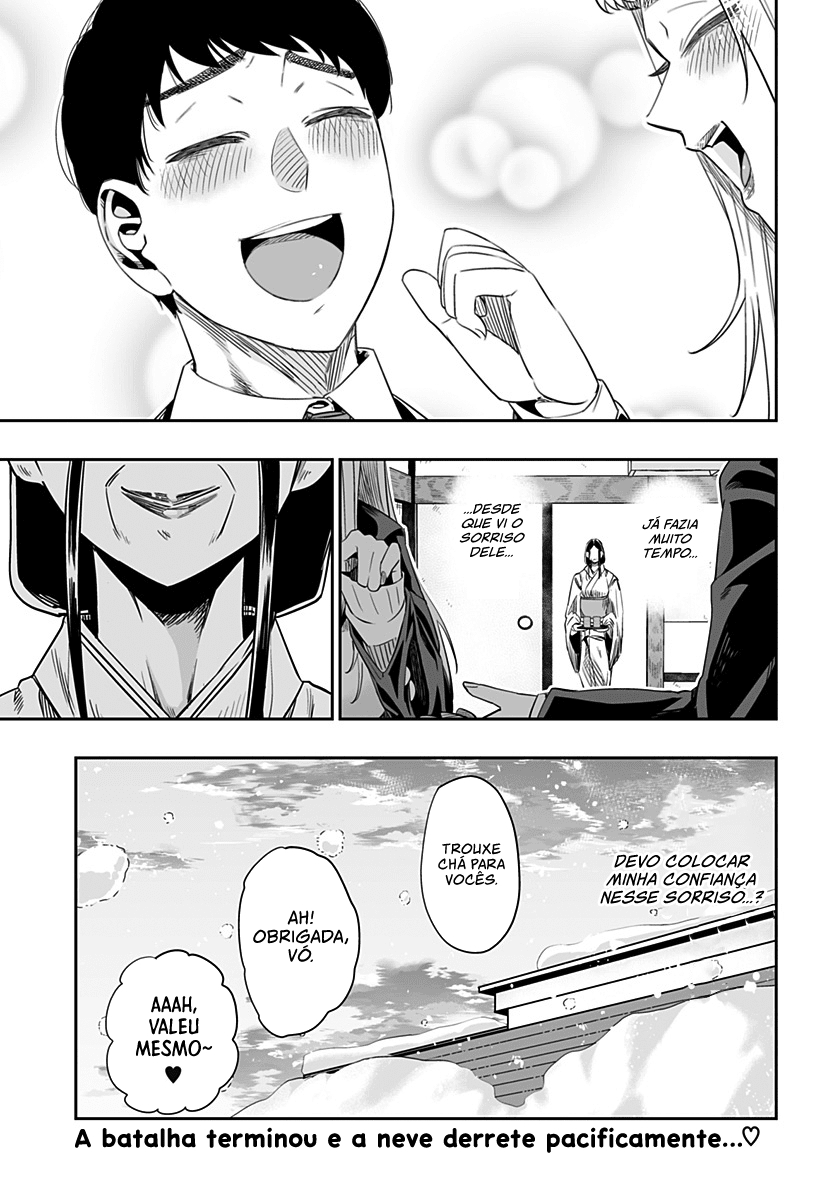 JÁ FAZIA
MUITO
TEMPO...
...DESDE
QUE VI O
SORRISO
DELE...
DEVO COLOCAR
MINHA CONFIANÇA
NESSE SORRISO...?
TROUXE
CHÁ PARA
VOCÊS.
AH!
OBRIGADA,
VÓ.
AAAH,
VALEU
MESMO~
♥
A batalha terminou e a neve derrete pacificamente...♡